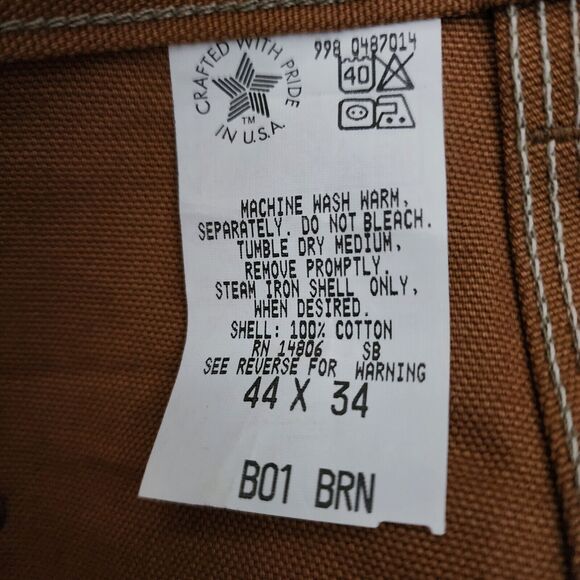 CRAFTED WITH PRIDE
TM
IN U.S.A.
998 0487014
40
MACHINE WASH WARM,
SEPARATELY. DO NOT BLEACH.
TUMBLE DRY MEDIUM,
REMOVE PROMPTLY.
STEAM IRON SHELL ONLY,
WHEN DESIRED.
SHELL: 100% COTTON
RN 14806 SB
SEE REVERSE FOR WARNING
44 X 34
B01 BRN